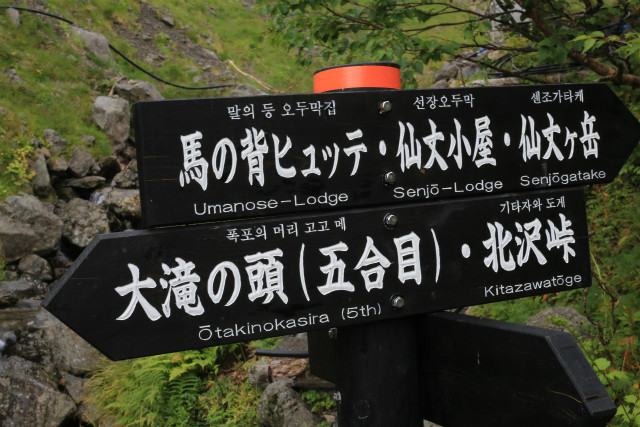 말의 등 오두막집 선장오두막 센조가타케
馬の背ヒュッテ・仙丈小屋・仙丈ヶ岳
Umanose-Lodge Senjō-Lodge Senjōgatake
폭포의 머리 고고 메 기타자와 도개
大滝の頭(五合目)・北沢峠
Ōtakinokasira (5th) Kitazawatōge